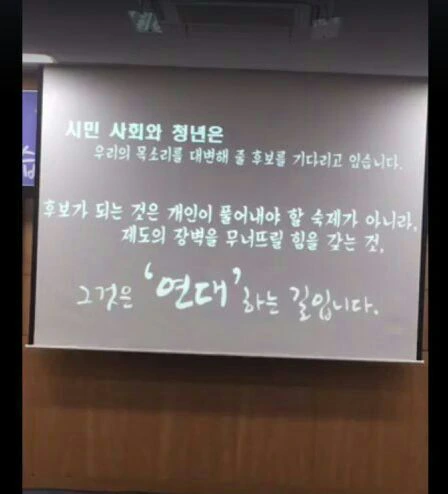 시민 사회와 청년은
우리의 목소리를 대변해 줄 후보를 기다리고 있습니다.
후보가 되는 것은 개인이 풀어내야 할 숙제가 아니라,
제도의 장벽을 무너뜨릴 힘을 갖는 것,
그것은 '연대'하는 길입니다.